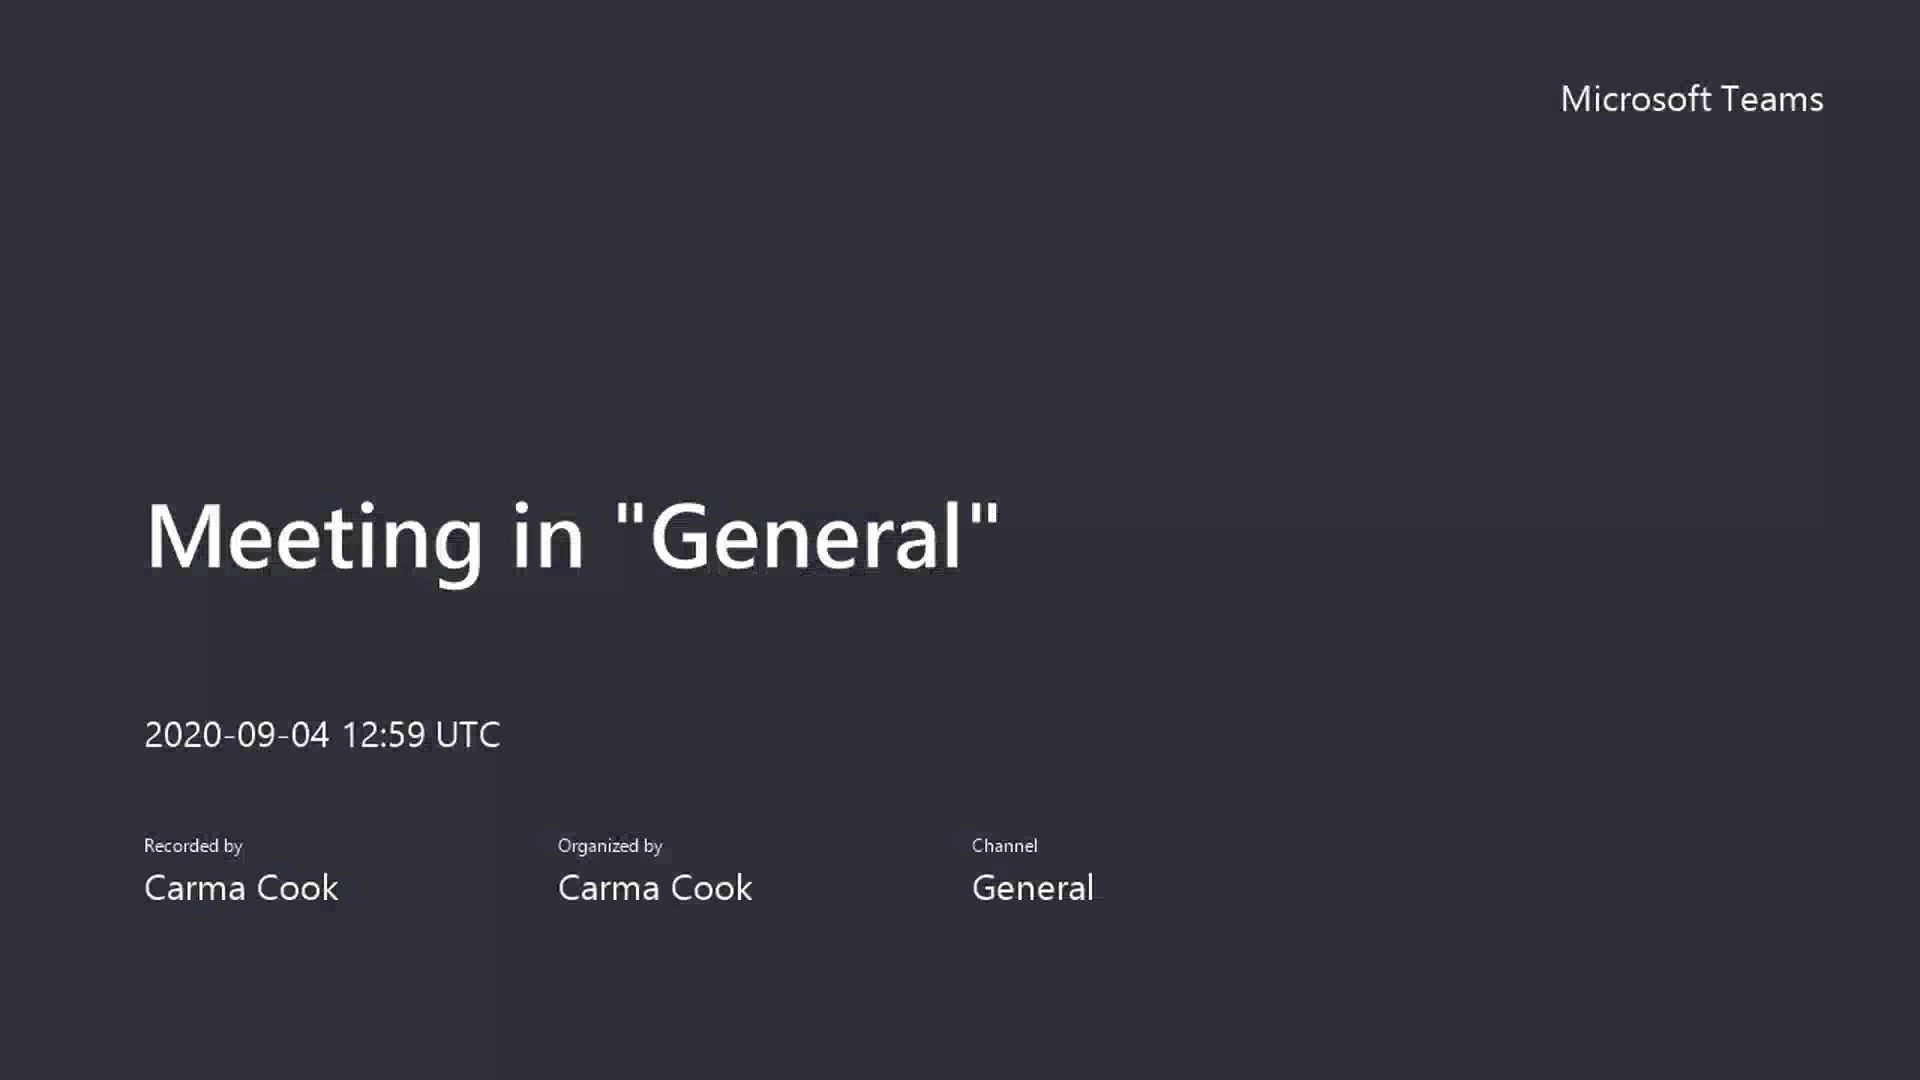 Microsoft Teams
Meeting in "General"
2020-09-04 12:59 UTC
Recorded by
Carma Cook
Organized by
Carma Cook
Channel
General